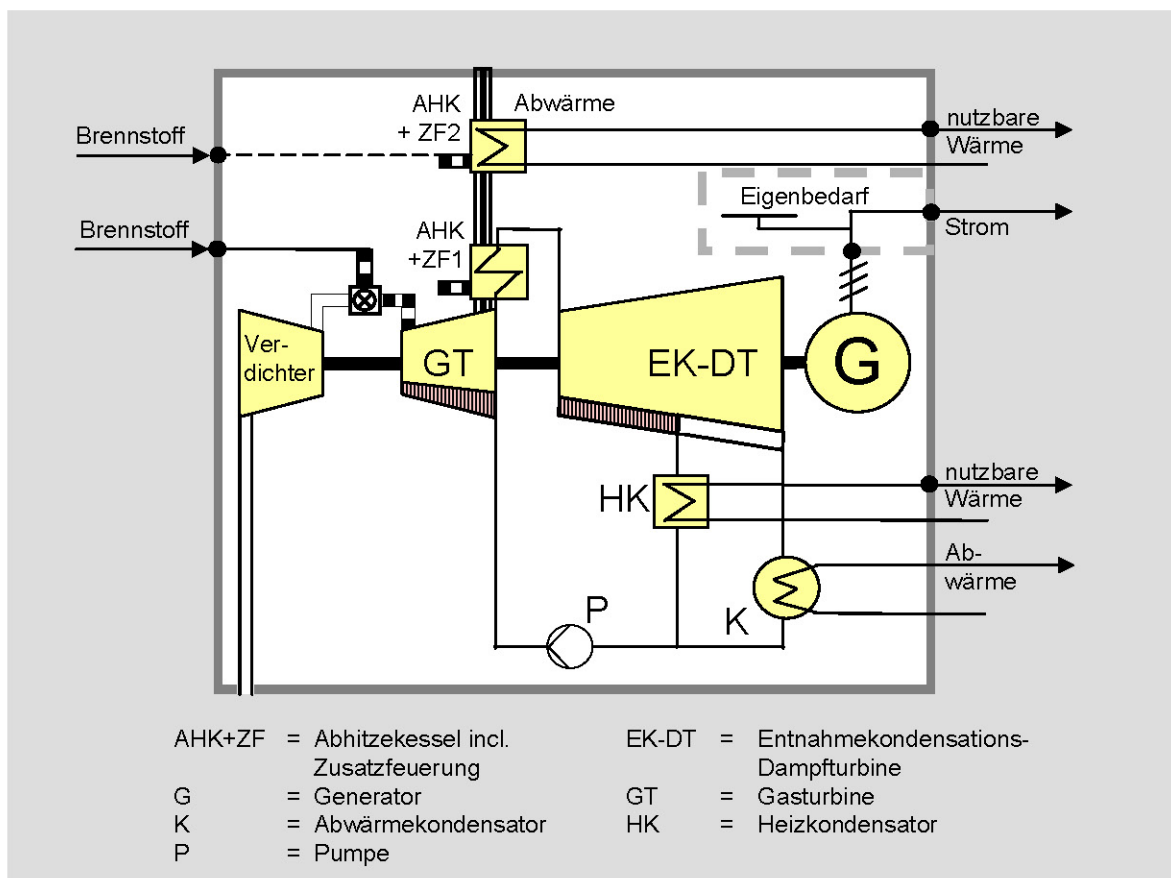 AHK
+ ZF2
Abwärme
Brennstoff
nutzbare
Wärme
Eigenbedarf
Brennstoff
AHK
+ZF1
Strom
Ver-
dichter
GT
EK-DT
G
HK
nutzbare
Wärme
Ab-
wärme
P
K
AHK+ZF = Abhitzekessel incl.
Zusatzfeuerung
G = Generator
K = Abwärmekondensator
P = Pumpe
EK-DT = Entnahmekondensations-
Dampfturbine
GT = Gasturbine
HK = Heizkondensator